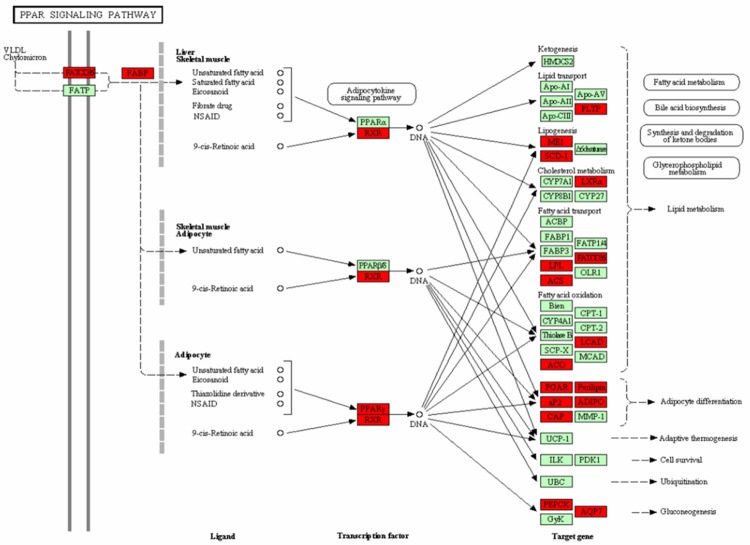 PPAR SIGNALING PATHWAY
VLDL
Chylomicron
FATCD36
FATP
FABP
Liver
Skeletal muscle
Unsaturated fatty acid
Saturated fatty acid
Eicosanoid
Fibrate drug
NSAID
9-cis-Retinoic acid
Adipocytokine
signaling pathway
PPARα
RXR
DNA
Skeletal muscle
Adipocyte
Unsaturated fatty acid
9-cis-Retinoic acid
PPARβ/δ
RXR
DNA
Adipocyte
Unsaturated fatty acid
Eicosanoid
Thiazolidine derivative
NSAID
9-cis-Retinoic acid
PPARγ
RXR
DNA
Ketogenesis
HMGCS2
Lipid transport
Apo-AI
Apo-AII
Apo-CIII
Apo-AV
PLTP
Lipogenesis
ME1
SCD-1
Cholesterol metabolism
CYP7A1
LXRα
CYP8B1
CYP27
Fatty acid transport
ACBP
FABP1
FABP3
LPL
ACS
FATP1/4
FATCD36
OLR1
Fatty acid oxidation
Bien
CYP4A1
Thiolase B
SCP-X
ACO
CPT-1
CPT-2
LCAD
MCAD
PGAR
Perilipin
aP2
ADIPO
CAP
MMP-1
UCP-1
ILK
PDK1
UBC
PEPCK
AQP7
GyK
Fatty acid metabolism
Bile acid biosynthesis
Synthesis and degradation
of ketone bodies
Glycerophospholipid
metabolism
Lipid metabolism
Adipocyte differentiation
Adaptive thermogenesis
Cell survival
Ubiquitination
Gluconeogenesis
Ligand
Transcription factor
Target gene